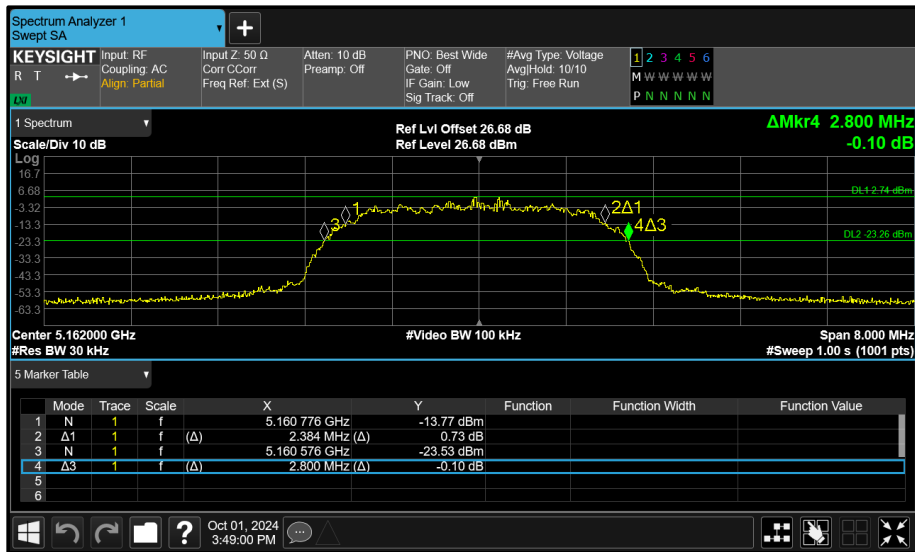 Spectrum Analyzer 1
Swept SA
+
KEYSIGHT
R T
LXI
Input: RF
Coupling: AC
Align: Partial
Input Z: 50 Ω
Corr CCorr
Freq Ref: Ext (S)
Atten: 10 dB
Preamp: Off
PNO: Best Wide
Gate: Off
IF Gain: Low
Sig Track: Off
#Avg Type: Voltage
Avg|Hold: 10/10
Trig: Free Run
1 2 3 4 5 6
M W W W W W
P N N N N N
1 Spectrum
Scale/Div 10 dB
Ref Lvl Offset 26.68 dB
Ref Level 26.68 dBm
ΔMkr4 2.800 MHz
-0.10 dB
Log
16.7
6.68
-3.32
-13.3
-23.3
-33.3
-43.3
-53.3
-63.3
DL1 2.74 dBm
1
2Δ1
3
4Δ3
DL2 -23.26 dBm
Center 5.162000 GHz
#Video BW 100 kHz
Span 8.000 MHz
#Res BW 30 kHz
#Sweep 1.00 s (1001 pts)
5 Marker Table
Mode Trace Scale X Y Function Function Width Function Value
1 N 1 f 5.160 776 GHz -13.77 dBm
2 Δ1 1 f (Δ) 2.384 MHz (Δ) 0.73 dB
3 N 1 f 5.160 576 GHz -23.53 dBm
4 Δ3 1 f (Δ) 2.800 MHz (Δ) -0.10 dB
5
6
?
Oct 01, 2024
3:49:00 PM